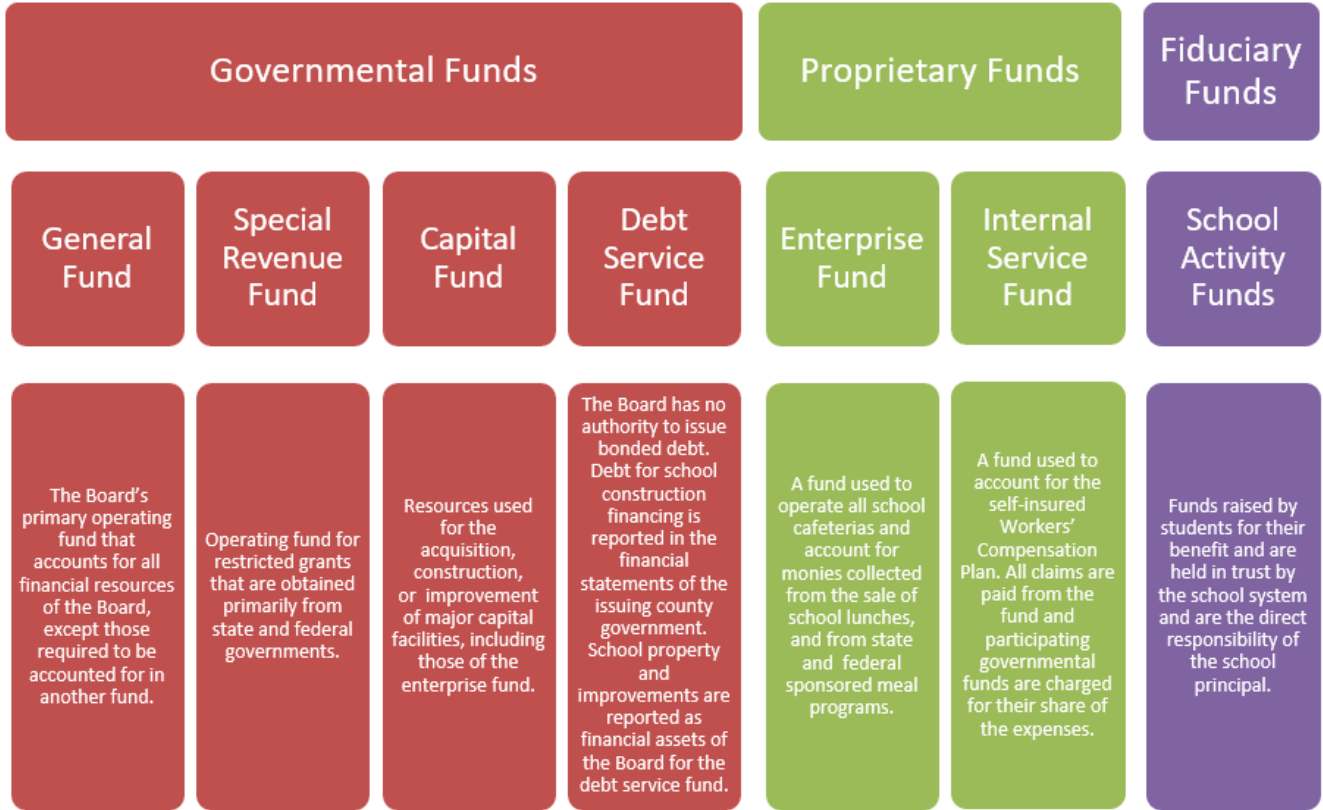 Governmental Funds
Proprietary Funds
Fiduciary
Funds
General
Fund
Special
Revenue
Fund
Capital
Fund
Debt
Service
Fund
Enterprise
Fund
Internal
Service
Fund
School
Activity
Funds
The Board’s
primary operating
fund that
accounts for all
financial resources
of the Board,
except those
required to be
accounted for in
another fund.
Operating fund for
restricted grants
that are obtained
primarily from
state and federal
governments.
Resources used
for the
acquisition,
construction,
or improvement
of major capital
facilities, including
those of the
enterprise fund.
The Board has no
authority to issue
bonded debt.
Debt for school
construction
financing is
reported in the
financial
statements of the
issuing county
government.
School property
and
improvements are
reported as
financial assets of
the Board for the
debt service fund.
A fund used to
operate all school
cafeterias and
account for
monies collected
from the sale of
school lunches,
and from state
and federal
sponsored meal
programs.
A fund used to
account for the
self-insured
Workers’
Compensation
Plan. All claims are
paid from the
fund and
participating
governmental
funds are charged
for their share of
the expenses.
Funds raised by
students for their
benefit and are
held in trust by
the school system
and are the direct
responsibility of
the school
principal.